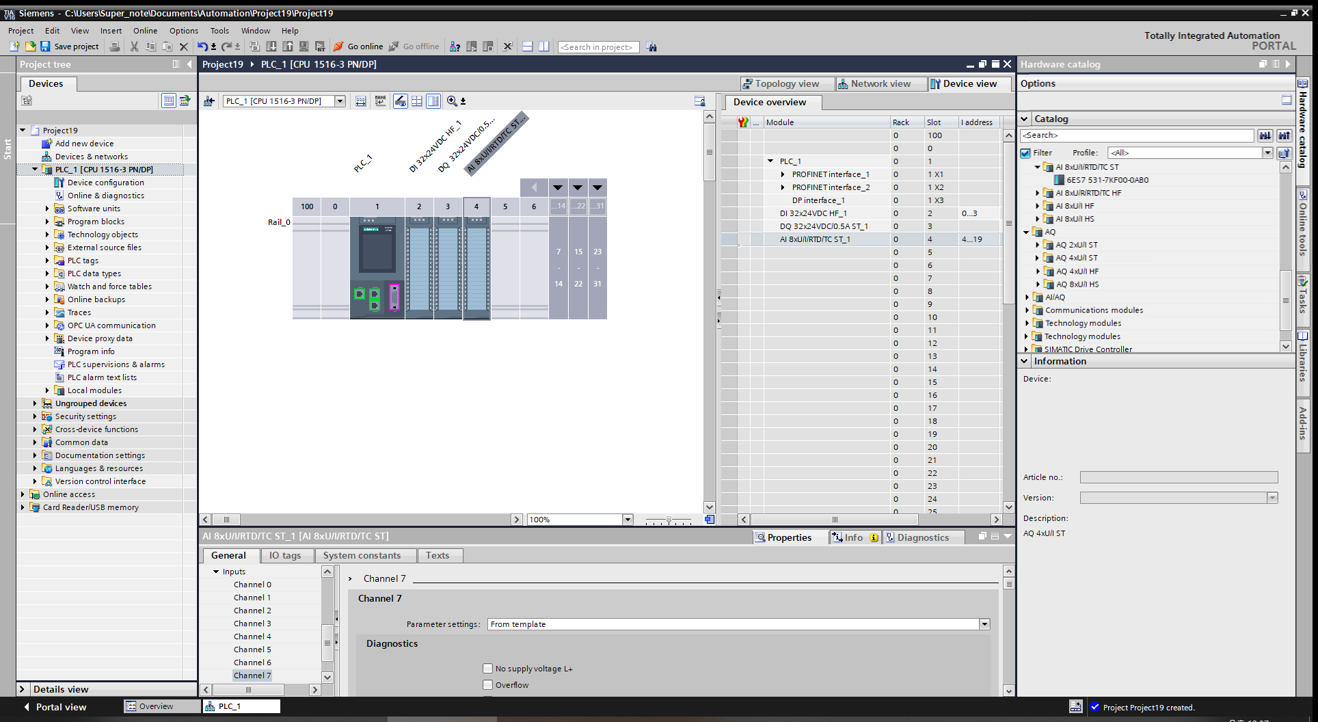 Siemens - C:\Users\Super_note\Documents\Automation\Project19\Project19
Project Edit View Insert Online Options Tools Window Help
Totally Integrated Automation
PORTAL
Save project
Go online
Go offline
<Search in project>
Project tree
Devices
Start
Project19
Add new device
Devices & networks
PLC_1 [CPU 1516-3 PN/DP]
Device configuration
Online & diagnostics
Software units
Program blocks
Technology objects
External source files
PLC tags
PLC data types
Watch and force tables
Online backups
Traces
OPC UA communication
Device proxy data
Program info
PLC supervisions & alarms
PLC alarm text lists
Local modules
Ungrouped devices
Security settings
Cross-device functions
Common data
Documentation settings
Languages & resources
Version control interface
Online access
Card Reader/USB memory
Details view
Project19 PLC_1 [CPU 1516-3 PN/DP]
Topology view
Network view
Device view
PLC_1 [CPU 1516-3 PN/DP]
PLC_1
DI 32x24VDC HF_1
DQ 32x24VDC/0.5...
AI 8xU/I/RTD/TC ST...
Rail_0
100 0 1 2 3 4 5 6 ...14 ...22 ...31
7 15 23
- - -
14 22 31
SIEMENS
100%
Device overview
... Module Rack Slot I address
0 100
0 0
PLC_1 0 1
PROFINET interface_1 0 1 X1
PROFINET interface_2 0 1 X2
DP interface_1 0 1 X3
DI 32x24VDC HF_1 0 2 0...3
DQ 32x24VDC/0.5A ST_1 0 3
AI 8xU/I/RTD/TC ST_1 0 4 4...19
0 5
0 6
0 7
0 8
0 9
0 10
0 11
0 12
0 13
0 14
0 15
0 16
0 17
0 18
0 19
0 20
0 21
0 22
0 23
0 24
0 25
AI 8xU/I/RTD/TC ST_1 [AI 8xU/I/RTD/TC ST]
Properties
Info
Diagnostics
General
IO tags
System constants
Texts
Inputs
Channel 0
Channel 1
Channel 2
Channel 3
Channel 4
Channel 5
Channel 6
Channel 7
Channel 7
Channel 7
Parameter settings: From template
Diagnostics
No supply voltage L+
Overflow
Hardware catalog
Options
Catalog
<Search>
Filter Profile: <All>
AI 8xU/I/RTD/TC ST
6ES7 531-7KF00-0AB0
AI 8xU/R/RTD/TC HF
AI 8xU/I HF
AI 8xU/I HS
AQ
AQ 2xU/I ST
AQ 4xU/I ST
AQ 4xU/I HF
AQ 8xU/I HS
AI/AQ
Communications modules
Technology modules
Technology modules
SIMATIC Drive Controller
Information
Device:
Article no.:
Version:
Description:
AQ 4xU/I ST
Hardware catalog
Online tools
Tasks
Libraries
Add-ins
Portal view
Overview
PLC_1
Project Project19 created.